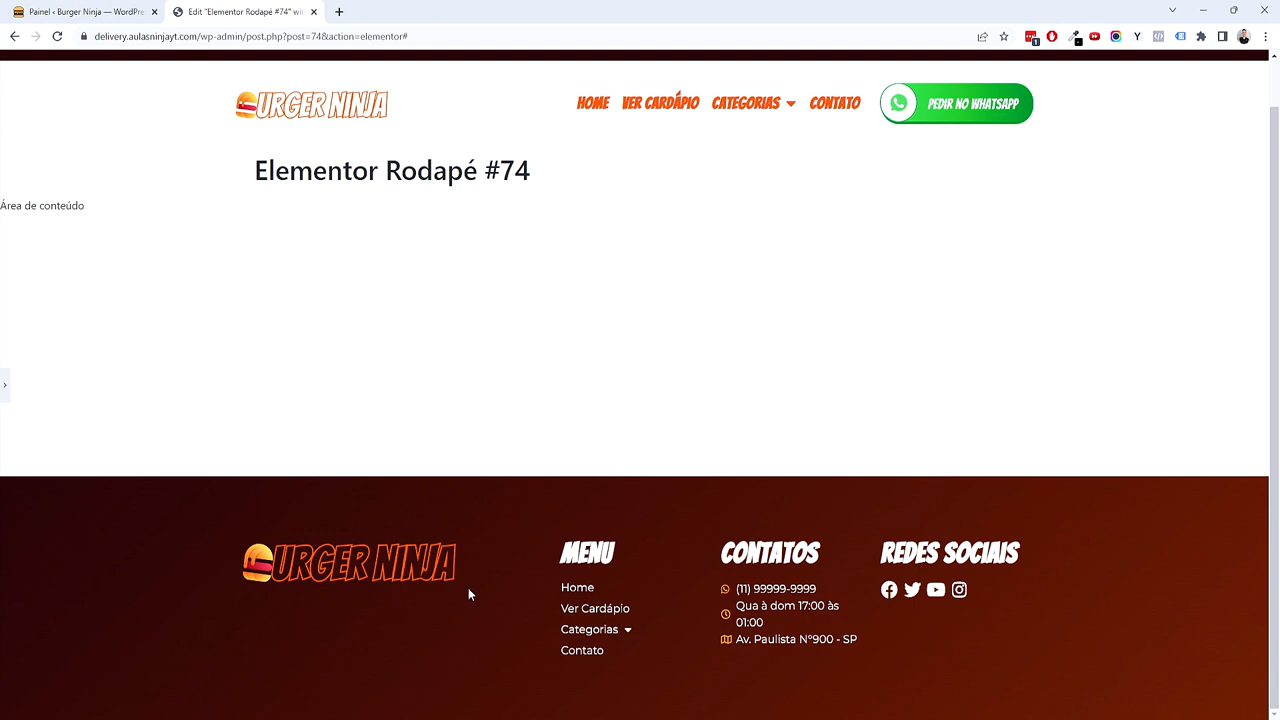 Painel ‹ Burger Ninja — WordPre
Edit "Elementor Rodapé #74" wi
delivery.aulasninjayt.com/wp-admin/post.php?post=74&action=elementor#
URGER NINJA
HOME
VER CARDÁPIO
CATEGORIAS
CONTATO
PEDIR NO WHATSAPP
Elementor Rodapé #74
Área de conteúdo
URGER NINJA
MENU
Home
Ver Cardápio
Categorias
Contato
CONTATOS
(11) 99999-9999
Qua à dom 17:00 às
01:00
Av. Paulista Nº900 - SP
REDES SOCIAIS